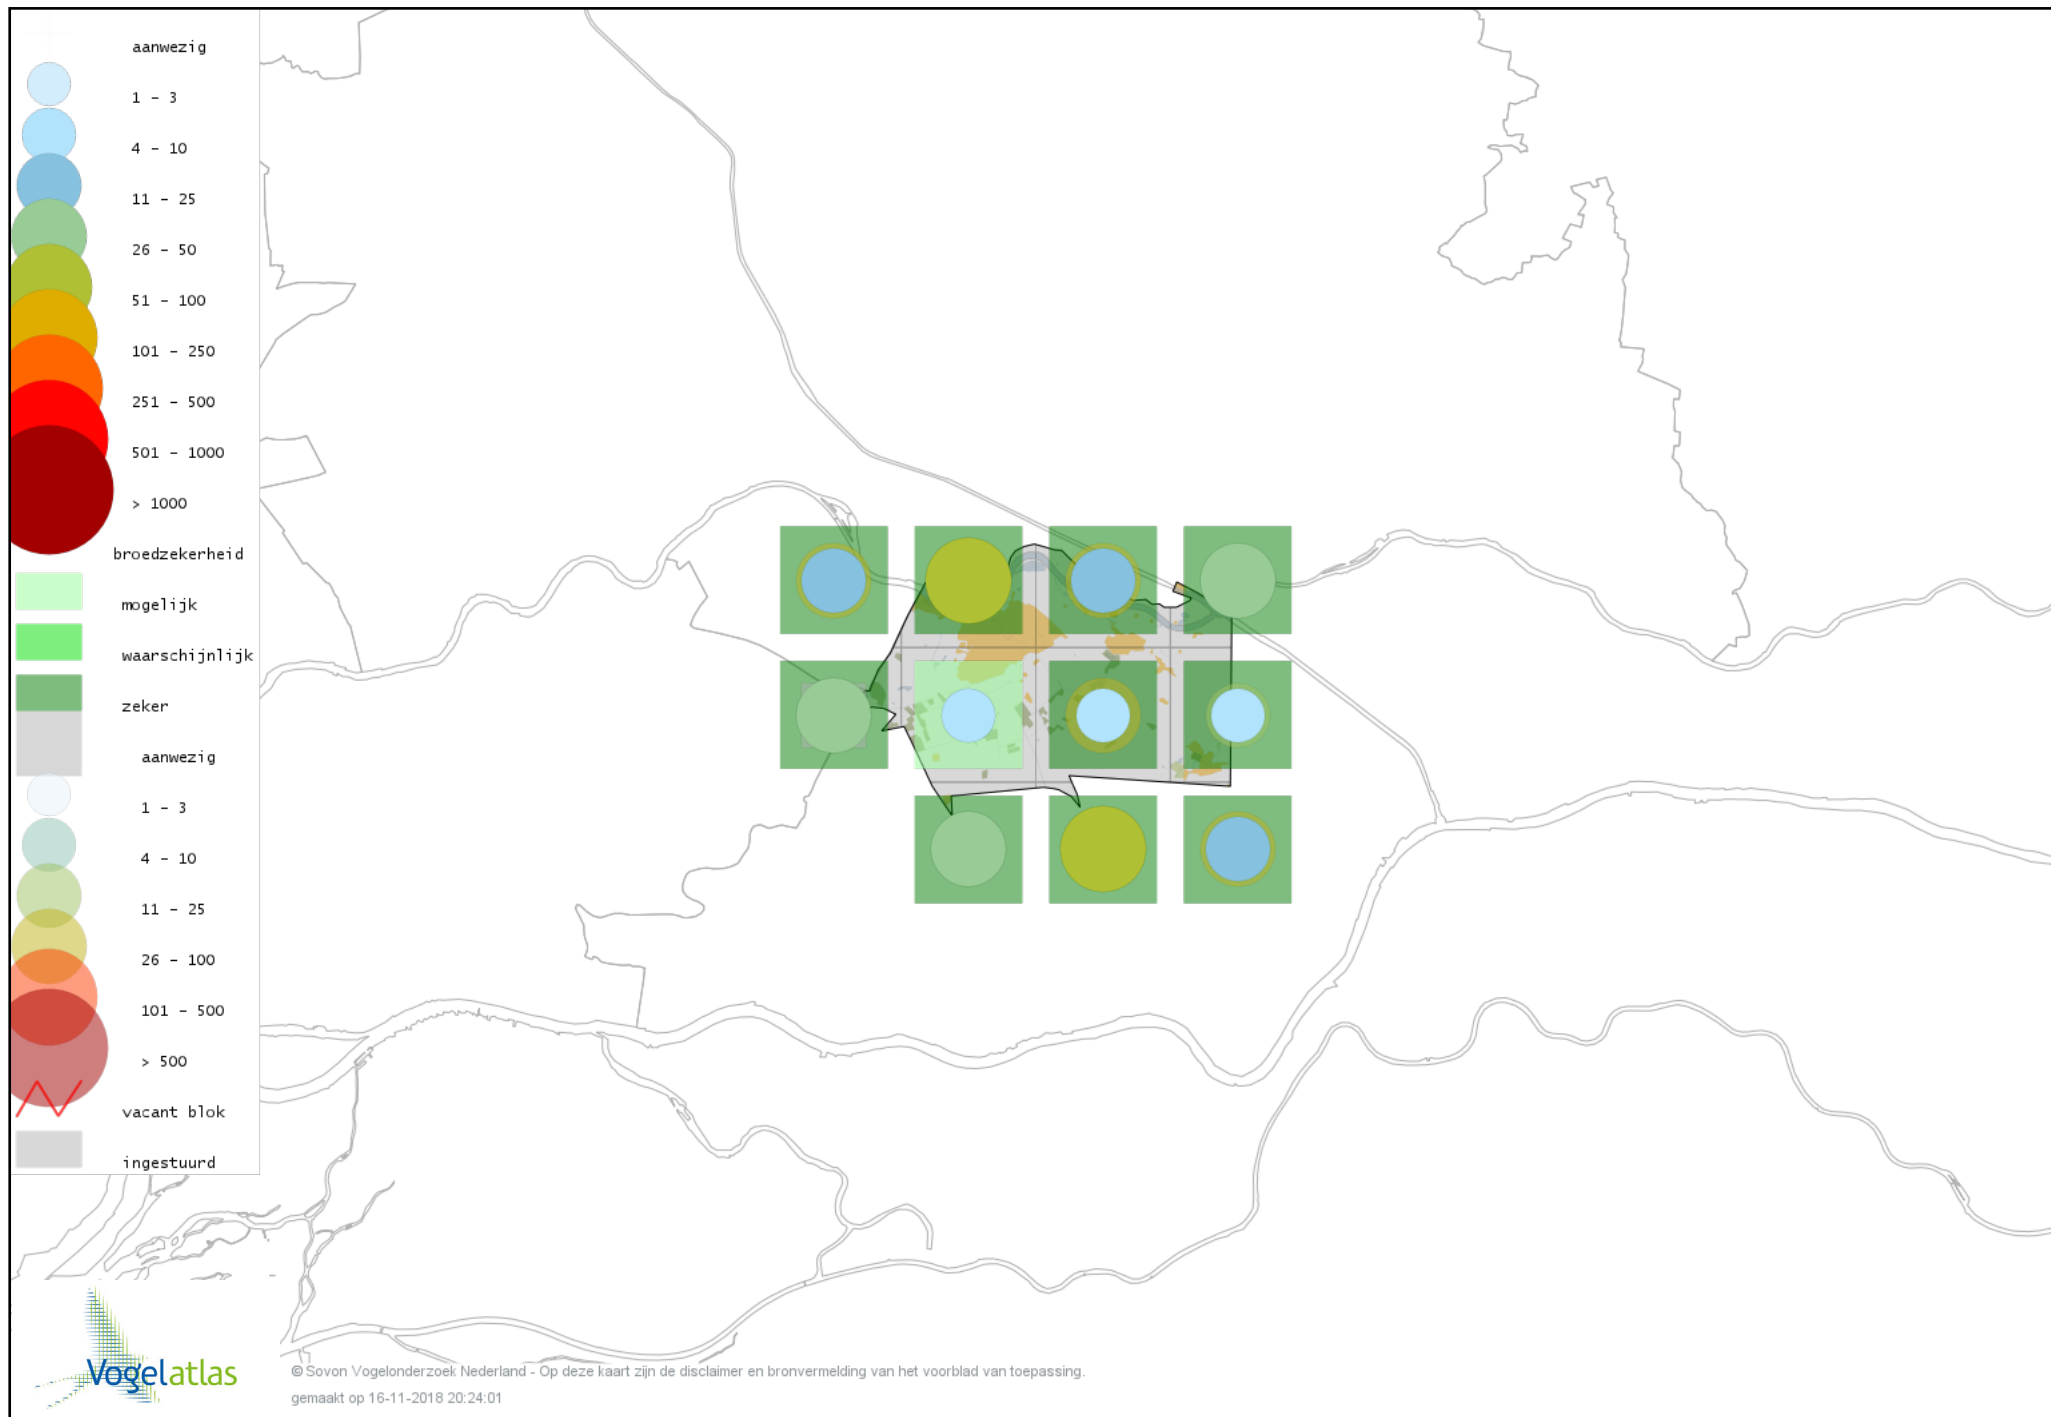 aanwezig
1 - 3
4 - 10
11 - 25
26 - 50
51 - 100
101 - 250
251 - 500
501 - 1000
> 1000
broedzekerheid
mogelijk
waarschijnlijk
zeker
aanwezig
1 - 3
4 - 10
11 - 25
26 - 100
101 - 500
> 500
vacant blok
ingestuurd
Vogelatlas
© Sovon Vogelonderzoek Nederland - Op deze kaart zijn de disclaimer en bronvermelding van het voorblad van toepassing.
gemaakt op 16-11-2018 20:24:01